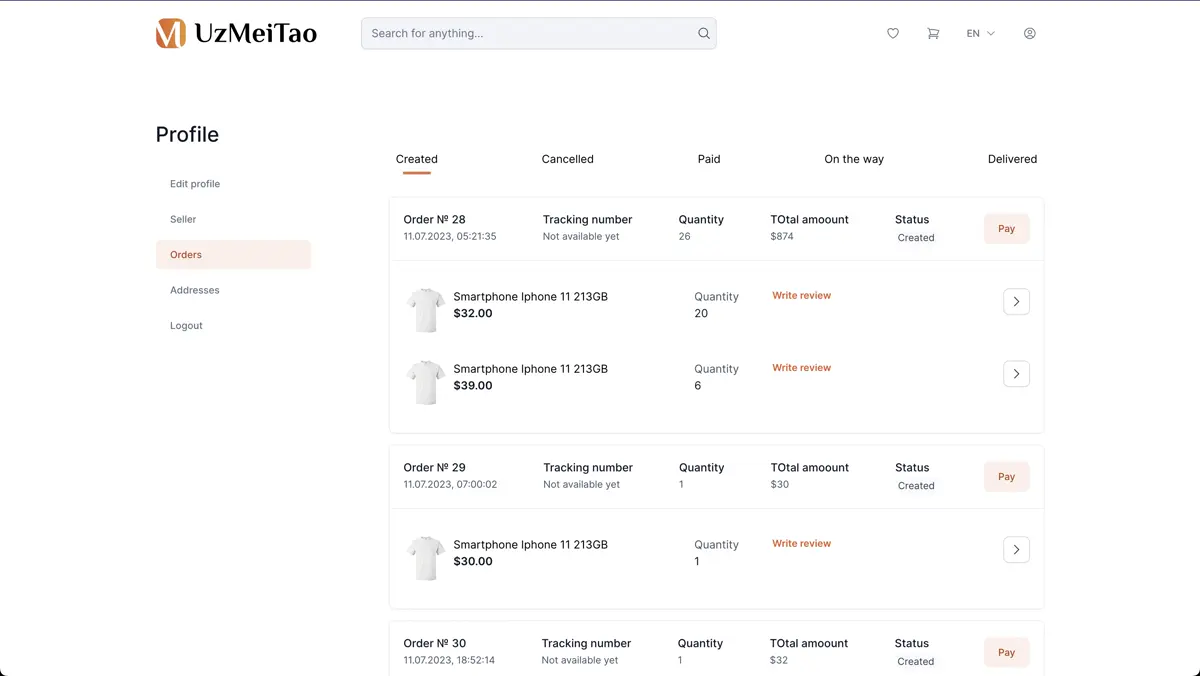 UzMeiTao
Search for anything...
EN
Profile
Edit profile
Seller
Orders
Addresses
Logout
Created Cancelled Paid On the way Delivered
Order № 28 Tracking number Quantity TOtal amoount Status
11.07.2023, 05:21:35 Not available yet 26 $874 Created
Pay
Smartphone Iphone 11 213GB Quantity Write review
$32.00 20
Smartphone Iphone 11 213GB Quantity Write review
$39.00 6
Order № 29 Tracking number Quantity TOtal amoount Status
11.07.2023, 07:00:02 Not available yet 1 $30 Created
Pay
Smartphone Iphone 11 213GB Quantity Write review
$30.00 1
Order № 30 Tracking number Quantity TOtal amoount Status
11.07.2023, 18:52:14 Not available yet 1 $32 Created
Pay